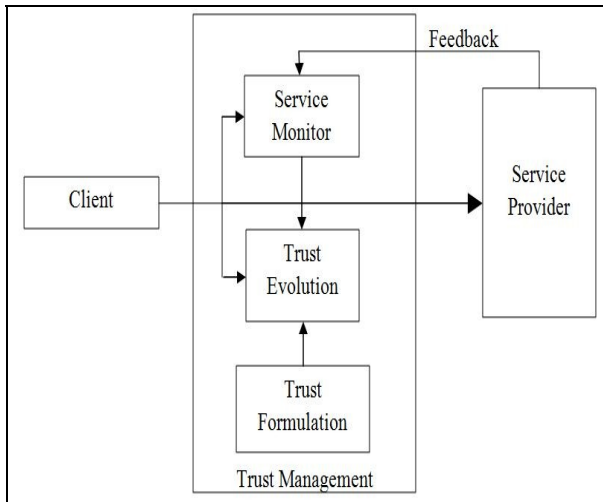 Feedback
Service
Monitor
Client
Service
Provider
Trust
Evolution
Trust
Formulation
Trust Management